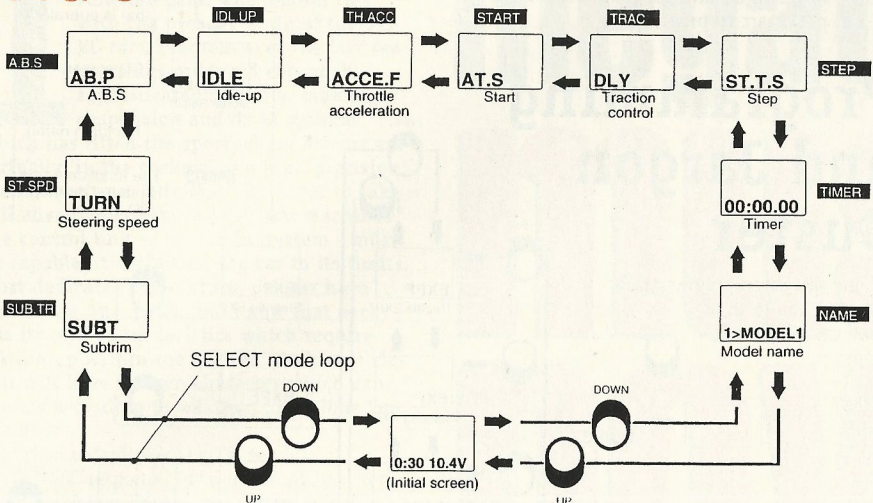 IDL.UP
TH.ACC
START
TRAC
A.B.S
AB.P
IDLE
ACCE.F
AT.S
DLY
ST.T.S
STEP
A.B.S
Idle-up
Throttle
acceleration
Start
Traction
control
Step
ST.SPD
TURN
Steering speed
00:00.00
Timer
TIMER
SUB.TR
SUBT
Subtrim
1>MODEL1
Model name
NAME
SELECT mode loop
DOWN
DOWN
0:30 10.4V
(Initial screen)
UP
UP